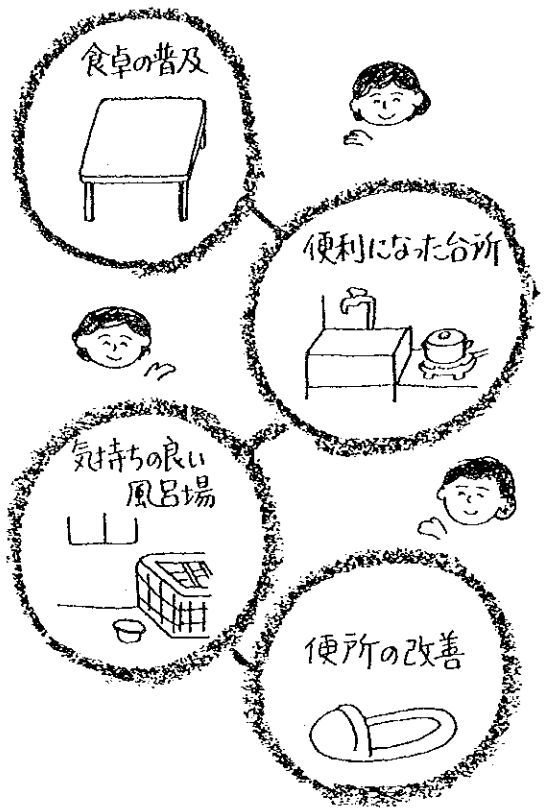 食卓の普及
便利になった台所
気持ちの良い
風呂場
便所の改善